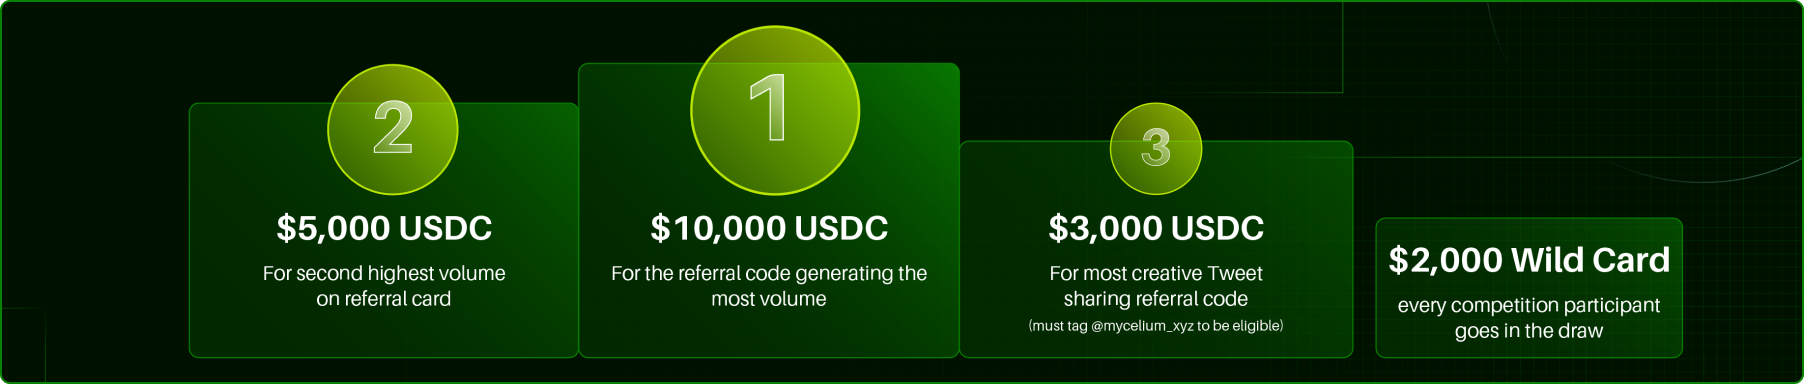 2
$5,000 USDC
For second highest volume
on referral card
1
$10,000 USDC
For the referral code generating the
most volume
3
$3,000 USDC
For most creative Tweet
sharing referral code
(must tag @mycelium_xyz to be eligible)
$2,000 Wild Card
every competition participant
goes in the draw